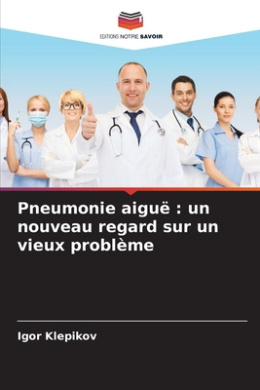 EDITIONS NOTRE SAVOIR
Pneumonie aiguë : un
nouveau regard sur un
vieux problème
Igor Klepikov